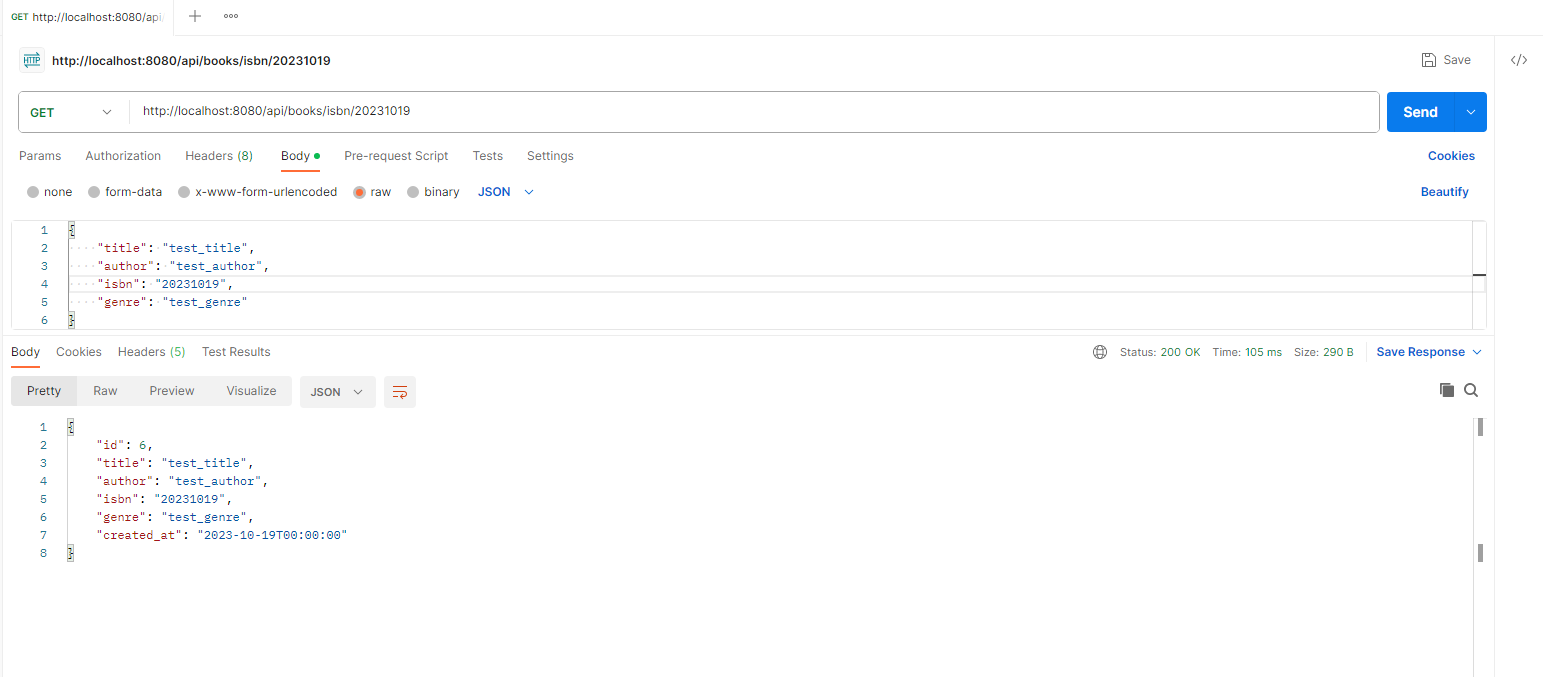 GET http://localhost:8080/api/
HTTP http://localhost:8080/api/books/isbn/20231019 Save </>
GET http://localhost:8080/api/books/isbn/20231019 Send
Params Authorization Headers (8) Body Pre-request Script Tests Settings Cookies
none form-data x-www-form-urlencoded raw binary JSON Beautify
1 {
2 "title": "test_title",
3 "author": "test_author",
4 "isbn": "20231019",
5 "genre": "test_genre"
6 }
Body Cookies Headers (5) Test Results Status: 200 OK Time: 105 ms Size: 290 B Save Response
Pretty Raw Preview Visualize JSON
1 {
2 "id": 6,
3 "title": "test_title",
4 "author": "test_author",
5 "isbn": "20231019",
6 "genre": "test_genre",
7 "created_at": "2023-10-19T00:00:00"
8 }